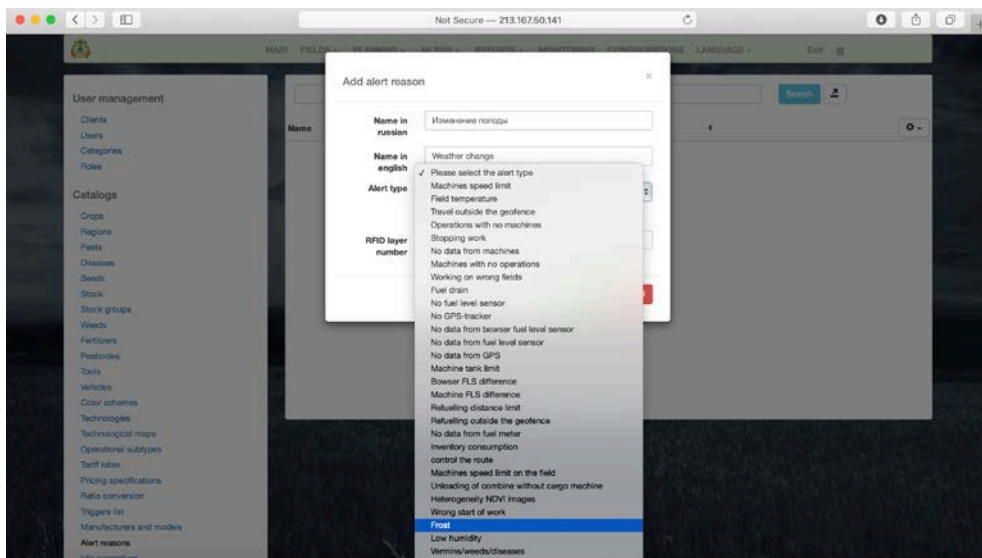 Not Secure — 213.167.50.141
MAIN FIELDS PLANNING REPORTS MONITORING CONFIGURATIONS LANGUAGE Exit
User management
Clients
Users
Categories
Roles
Catalogs
Crops
Regions
Pests
Diseases
Seeds
Stock
Stock groups
Weeds
Fertilizers
Pesticides
Tools
Vehicles
Color schemes
Technologies
Technological maps
Operational subtypes
Tariff rates
Pricing specifications
Ratio conversion
Triggers list
Manufacturers and models
Alert reasons
Search
Name
Add alert reason
×
Name in russian
Изменение погоды
Name in english
Weather change
Alert type
RFID layer number
✓ Please select the alert type
Machines speed limit
Field temperature
Travel outside the geofence
Operations with no machines
Stopping work
No data from machines
Machines with no operations
Working on wrong fields
Fuel drain
No fuel level sensor
No GPS-tracker
No data from bowser fuel level sensor
No data from fuel level sensor
No data from GPS
Machine tank limit
Bowser FLS difference
Machine FLS difference
Refuelling distance limit
Refuelling outside the geofence
No data from fuel meter
Inventory consumption
control the route
Machines speed limit on the field
Unloading of combine without cargo machine
Heterogeneity NDVI images
Wrong start of work
Frost
Low humidity
Vermins/weeds/diseases